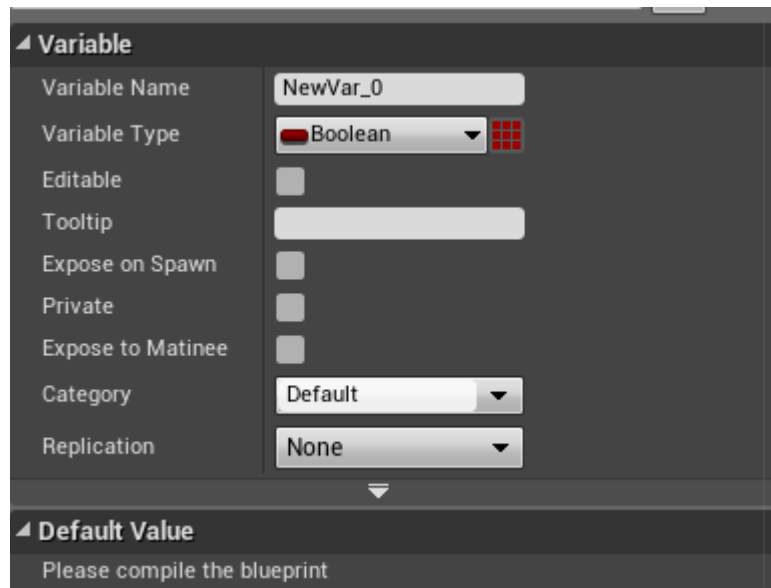 Variable
Variable Name NewVar_0
Variable Type Boolean
Editable
Tooltip
Expose on Spawn
Private
Expose to Matinee
Category Default
Replication None
Default Value
Please compile the blueprint